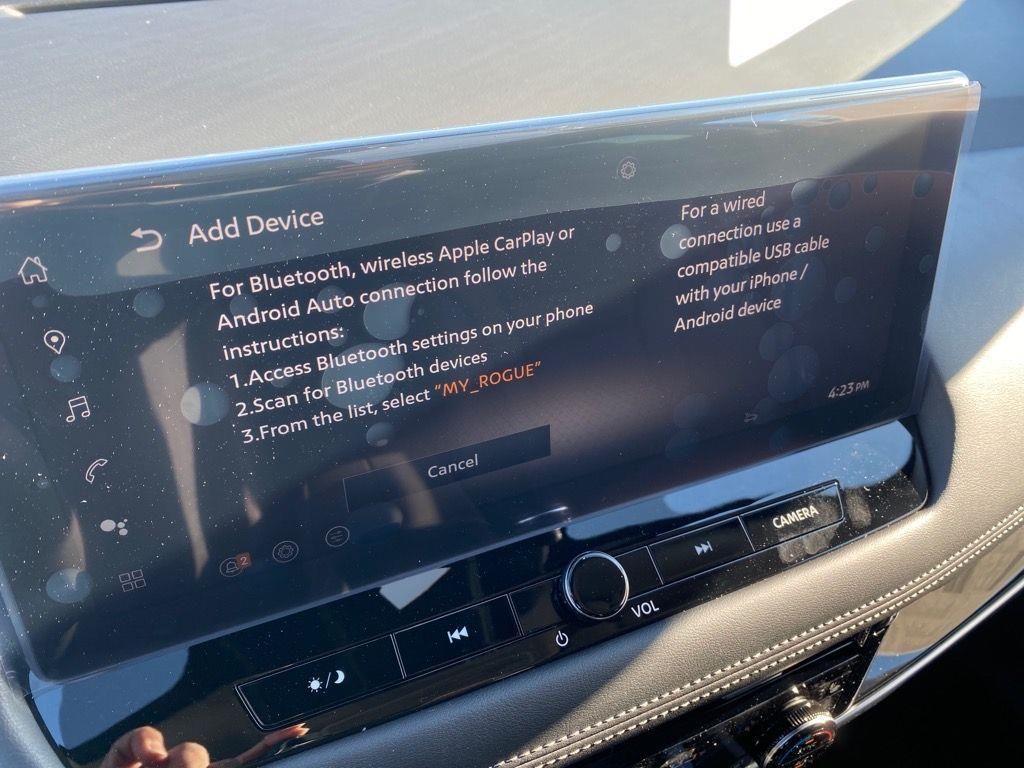 Add Device
For Bluetooth, wireless Apple CarPlay or
Android Auto connection follow the
instructions:
1.Access Bluetooth settings on your phone
2.Scan for Bluetooth devices
3.From the list, select "MY_ROGUE"
For a wired
connection use a
compatible USB cable
with your iPhone /
Android device
4:23 PM
Cancel
2
CAMERA
VOL